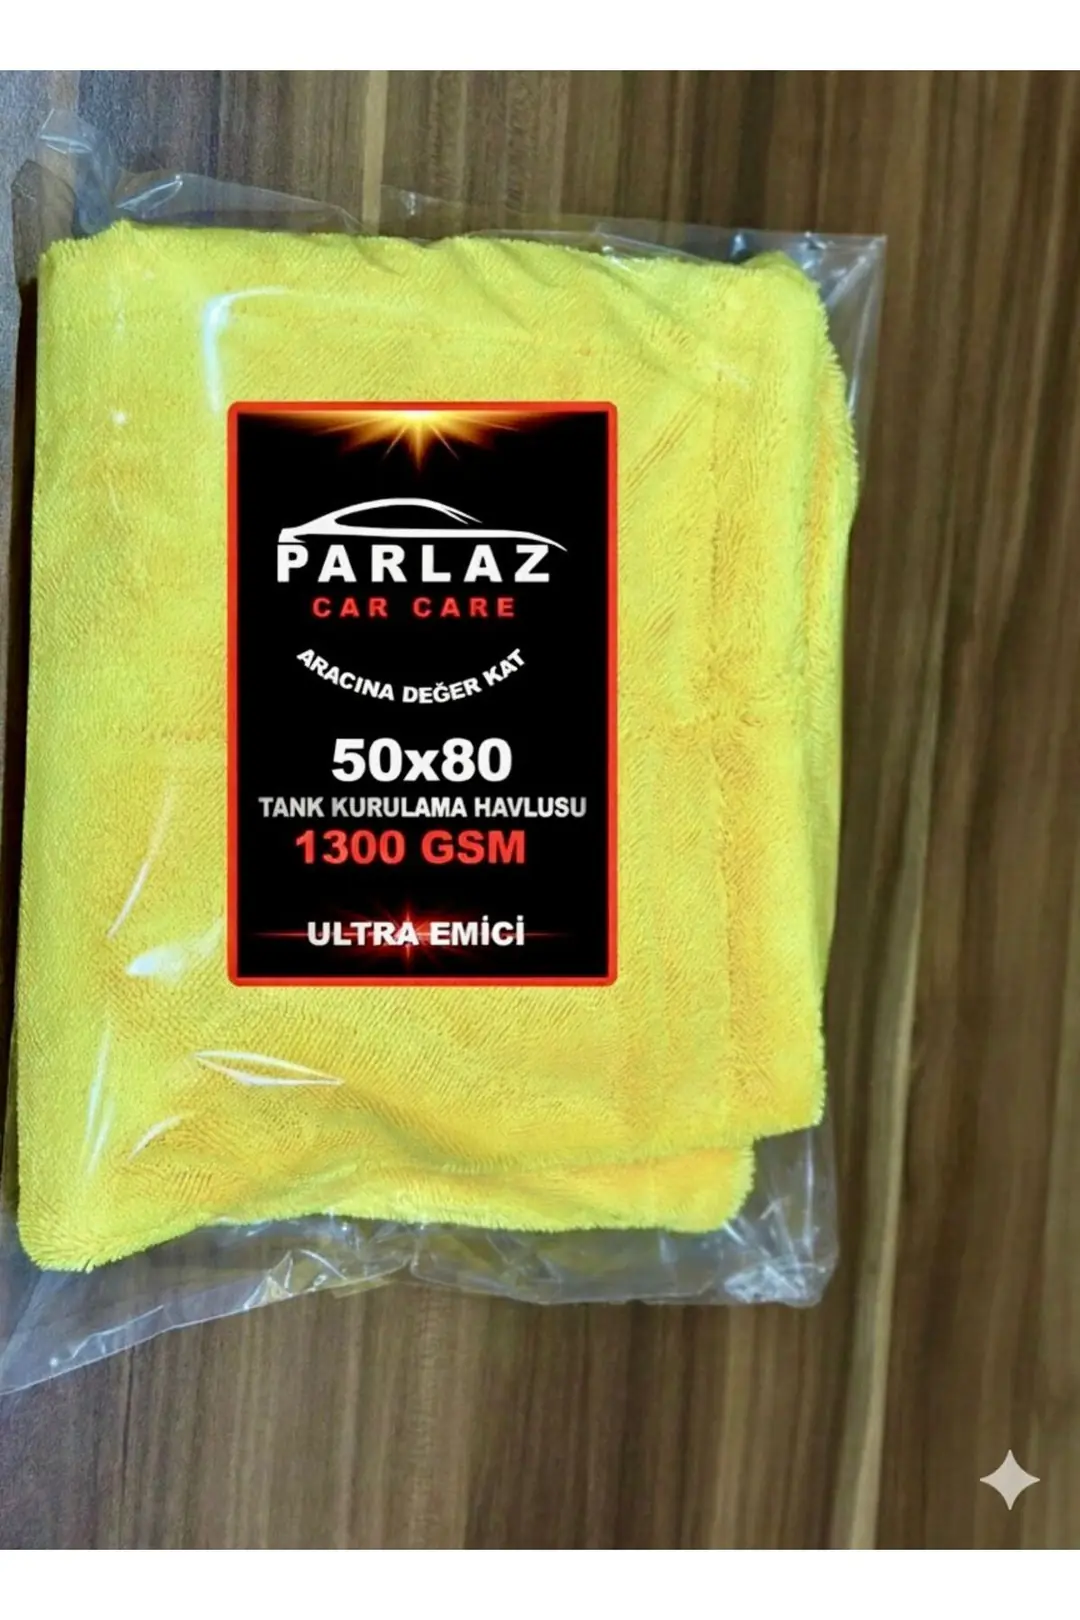 PARLAZ
CAR CARE
ARACINA DEĞER KAT
50x80
TANK KURULAMA HAVLUSU
1300 GSM
ULTRA EMİCİ